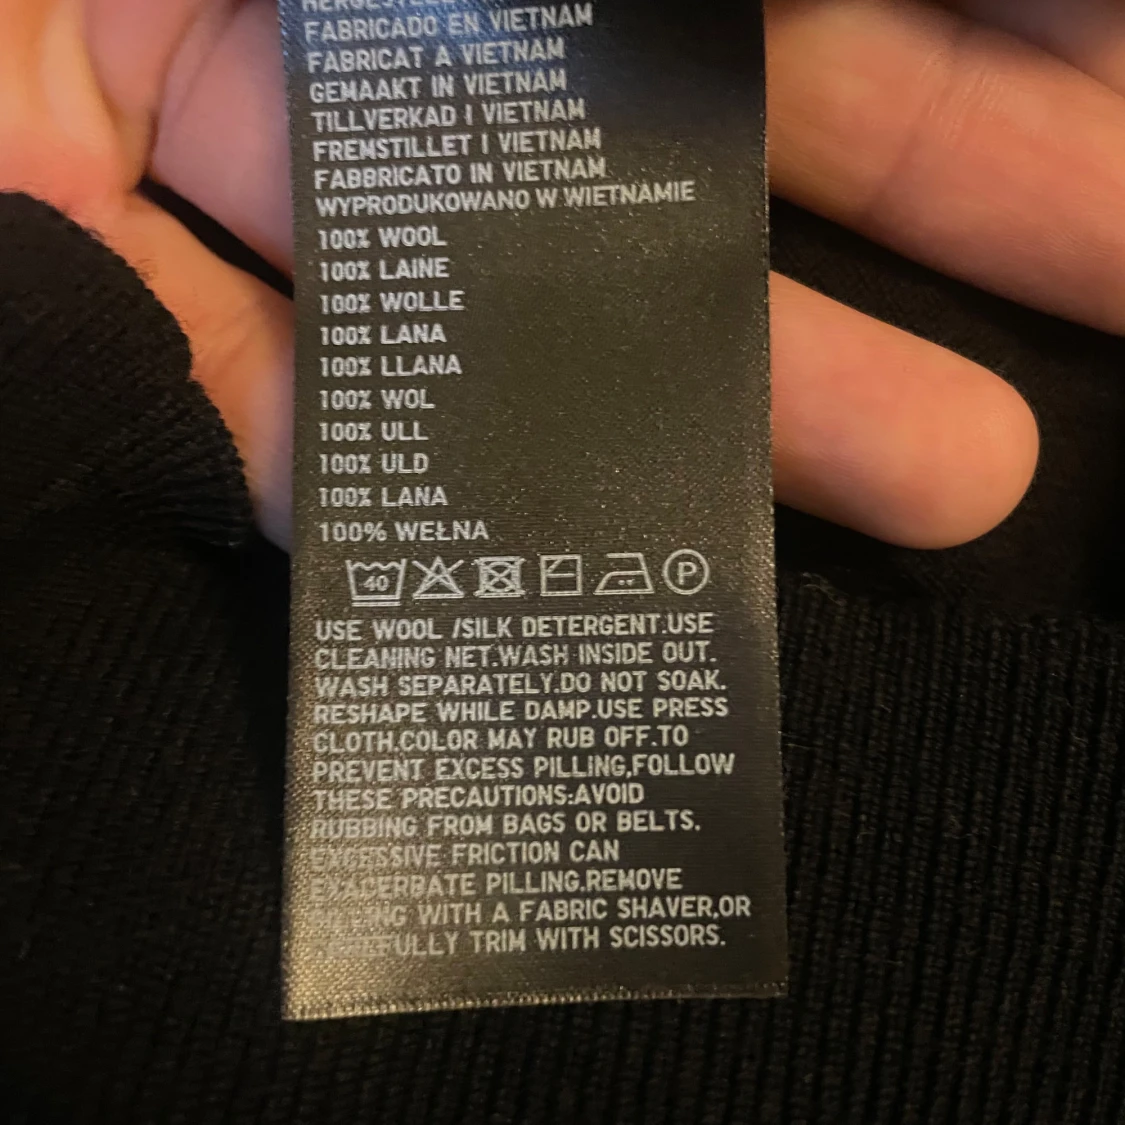 FABRICADO EN VIETNAM
FABRICAT A VIETNAM
GEMAAKT IN VIETNAM
TILLVERKAD I VIETNAM
FREMSTILLET I VIETNAM
FABBRICATO IN VIETNAM
WYPRODUKOWANO W WIETNAMIE
100% WOOL
100% LAINE
100% WOLLE
100% LANA
100% LLANA
100% WOL
100% ULL
100% ULD
100% LANA
100% WEŁNA
40 P
USE WOOL /SILK DETERGENT.USE
CLEANING NET.WASH INSIDE OUT.
WASH SEPARATELY.DO NOT SOAK.
RESHAPE WHILE DAMP.USE PRESS
CLOTH.COLOR MAY RUB OFF.TO
PREVENT EXCESS PILLING,FOLLOW
THESE PRECAUTIONS:AVOID
RUBBING FROM BAGS OR BELTS.
EXCESSIVE FRICTION CAN
EXACERBATE PILLING.REMOVE
PILLING WITH A FABRIC SHAVER,OR
TRIM WITH SCISSORS.